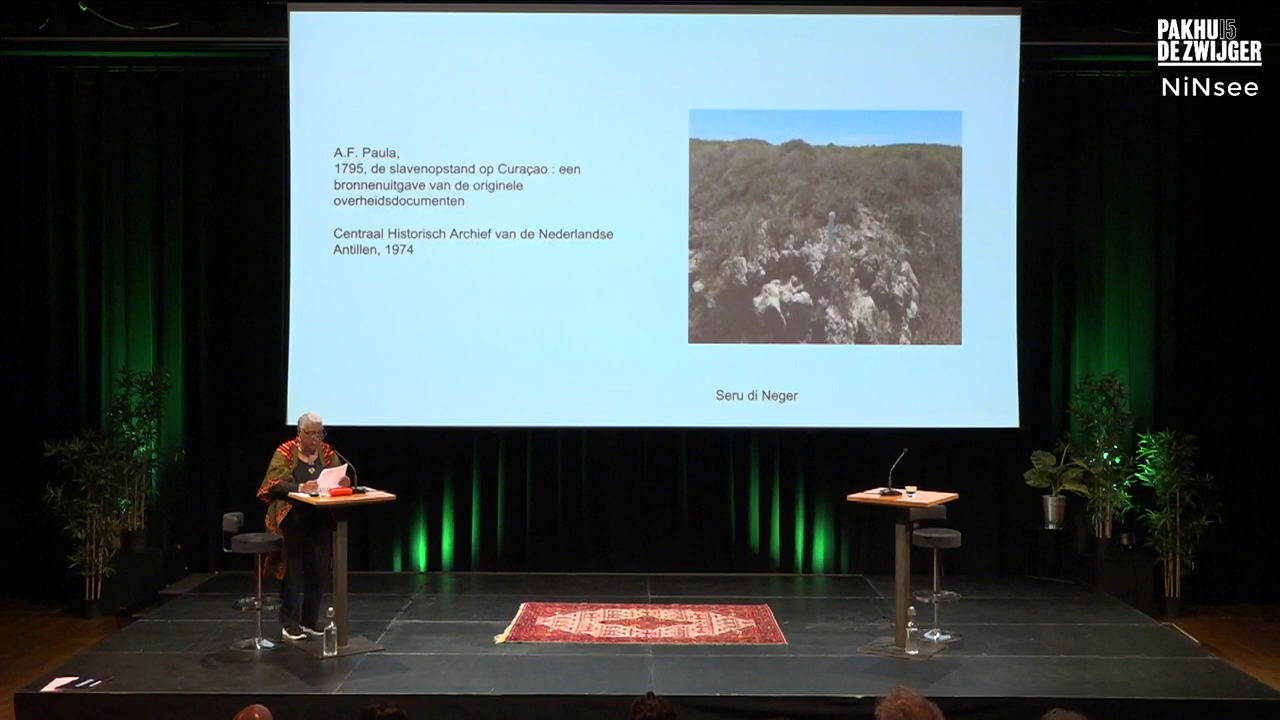 PAKHU15
DE ZWIJGER
NiNsee
A.F. Paula,
1795, de slavenopstand op Curaçao : een
bronnenuitgave van de originele
overheidsdocumenten
Centraal Historisch Archief van de Nederlandse
Antillen, 1974
Seru di Neger